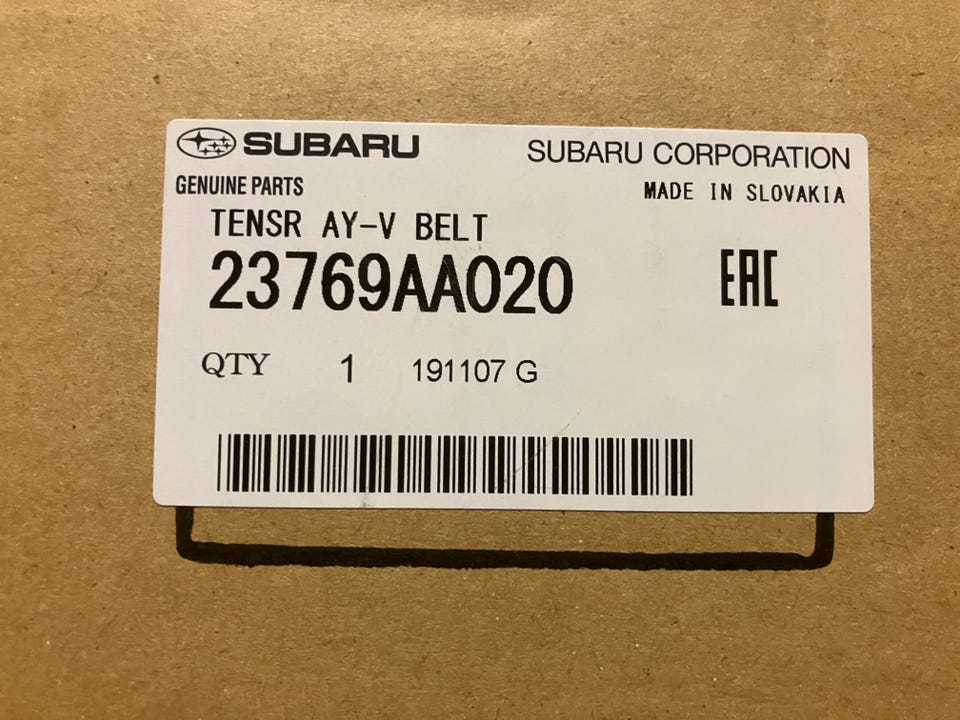 SUBARU
SUBARU CORPORATION
GENUINE PARTS
MADE IN SLOVAKIA
TENSR AY-V BELT
23769AA020
EAC
QTY 1 191107 G